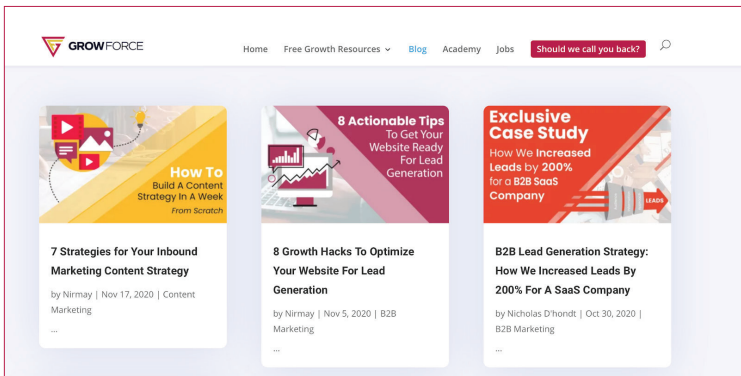 GROWFORCE
Home Free Growth Resources Blog Academy Jobs Should we call you back?
How To
Build A Content
Strategy In A Week
From Scratch
7 Strategies for Your Inbound
Marketing Content Strategy
by Nirmay | Nov 17, 2020 | Content
Marketing
...
8 Actionable Tips
To Get Your
Website Ready
For Lead
Generation
8 Growth Hacks To Optimize
Your Website For Lead
Generation
by Nirmay | Nov 5, 2020 | B2B
Marketing
...
Exclusive
Case Study
How We Increased
Leads by 200%
for a B2B SaaS
Company
LEADS
B2B Lead Generation Strategy:
How We Increased Leads By
200% For A SaaS Company
by Nicholas D'hondt | Oct 30, 2020 |
B2B Marketing
...